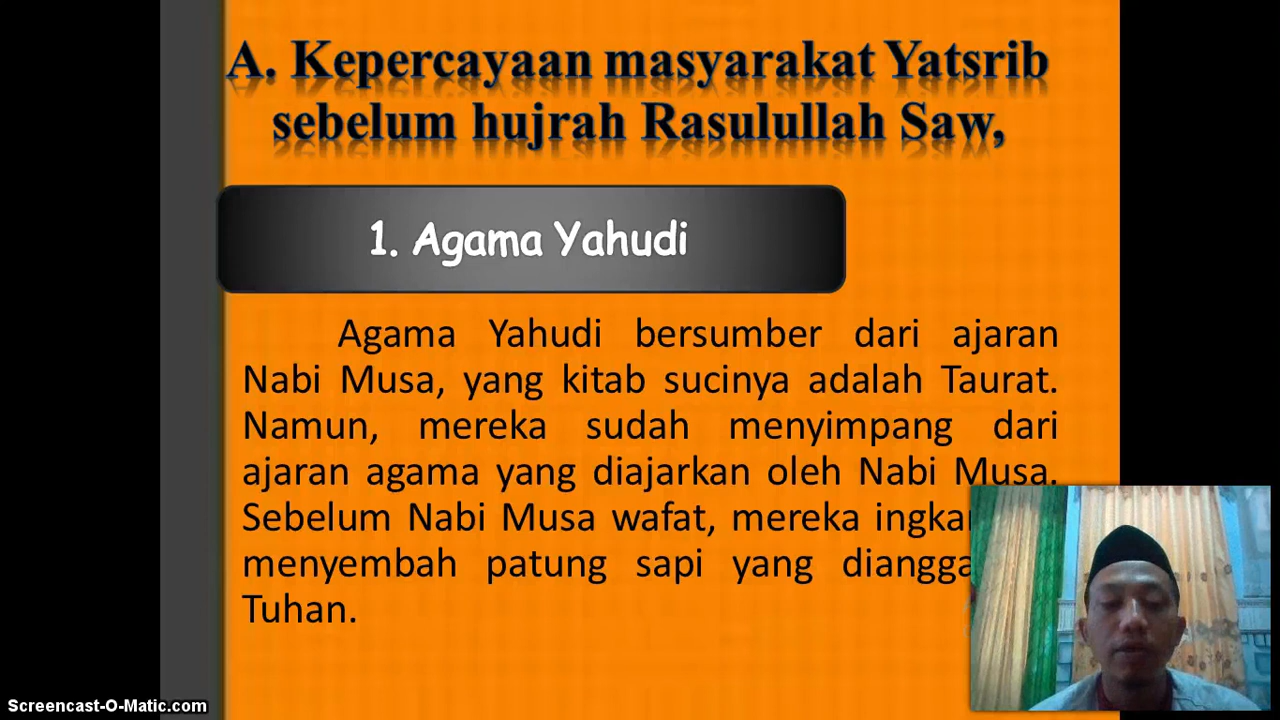 A. Kepercayaan masyarakat Yatsrib
sebelum hujrah Rasulullah Saw,
1. Agama Yahudi
Agama Yahudi bersumber dari ajaran
Nabi Musa, yang kitab sucinya adalah Taurat.
Namun, mereka sudah menyimpang dari
ajaran agama yang diajarkan oleh Nabi Musa.
Sebelum Nabi Musa wafat, mereka
menyembah patung sapi yang
Tuhan.
Screencast-O-Matic.com